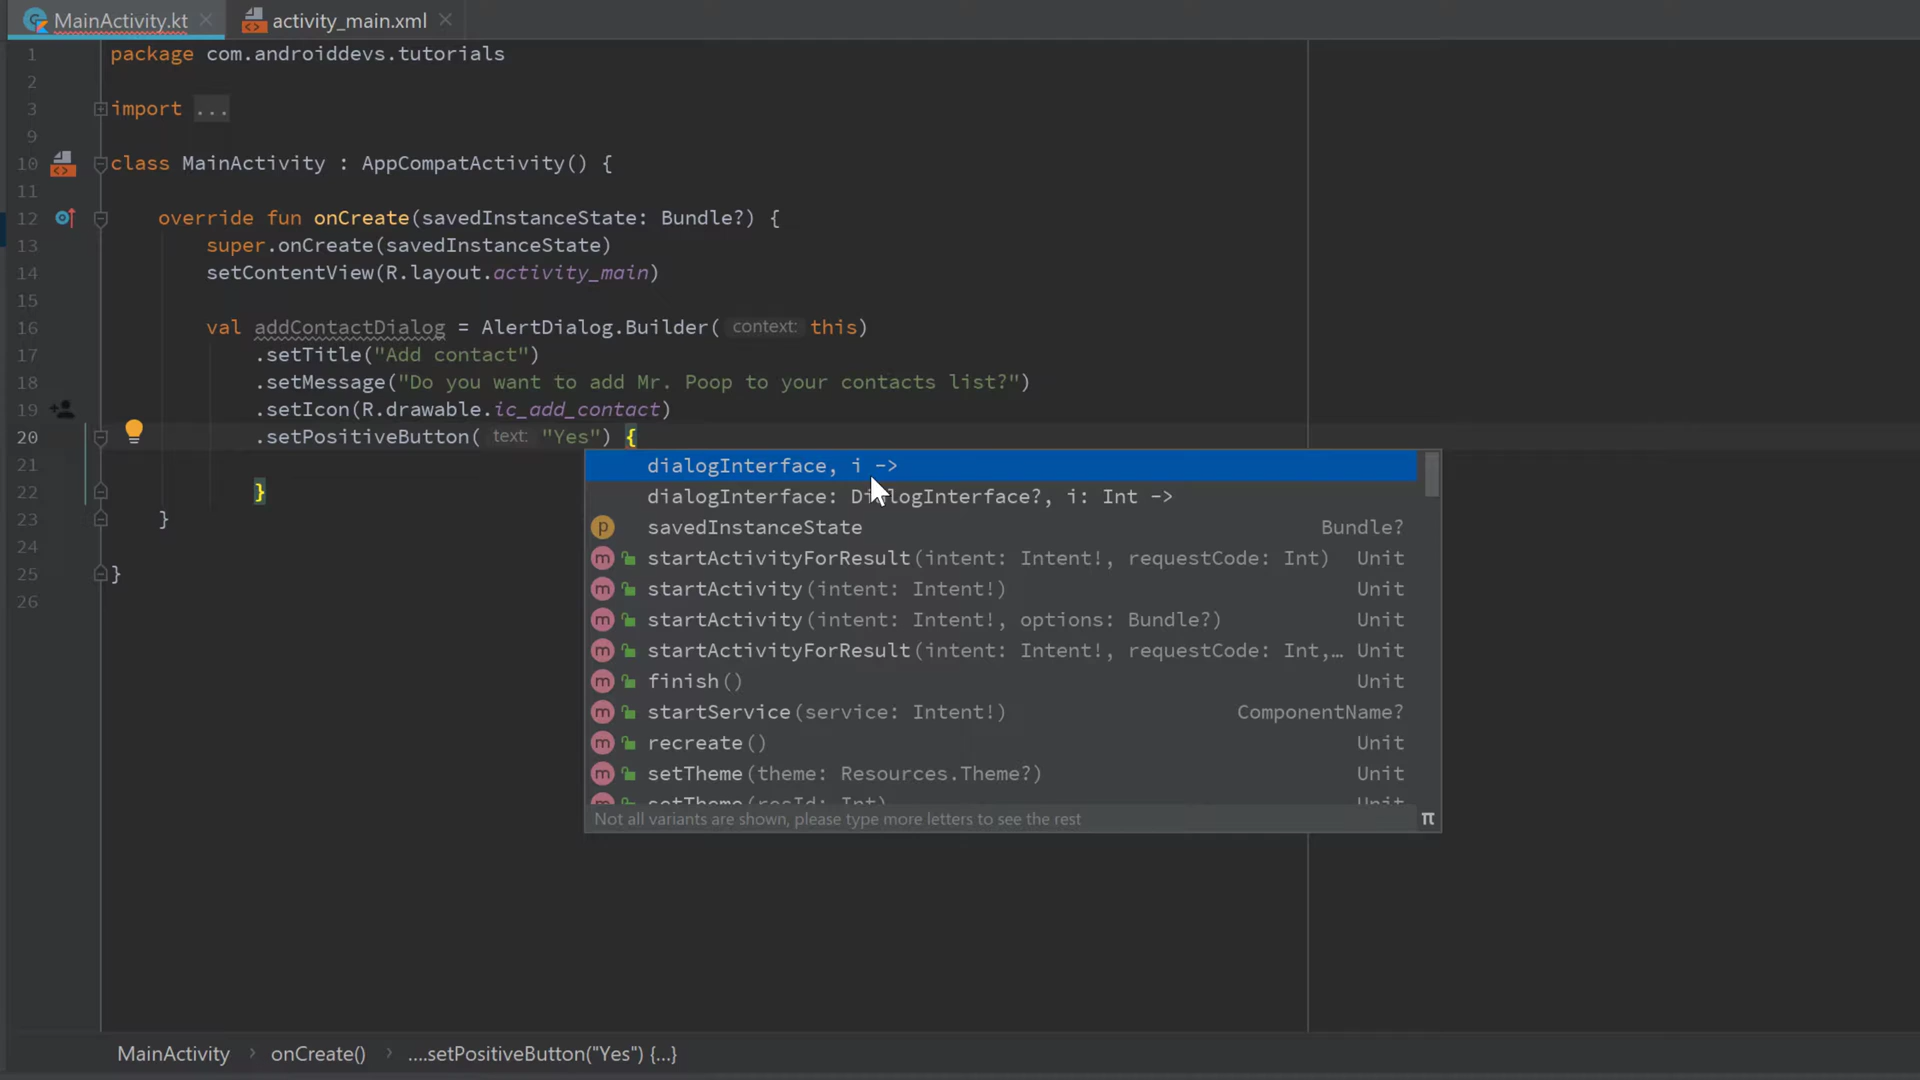 MainActivity.kt
activity_main.xml
1 package com.androiddevs.tutorials
2
3 import ...
9
10 class MainActivity : AppCompatActivity() {
11
12 override fun onCreate(savedInstanceState: Bundle?) {
13 super.onCreate(savedInstanceState)
14 setContentView(R.layout.activity_main)
15
16 val addContactDialog = AlertDialog.Builder( context: this)
17 .setTitle("Add contact")
18 .setMessage("Do you want to add Mr. Poop to your contacts list?")
19 .setIcon(R.drawable.ic_add_contact)
20 .setPositiveButton( text: "Yes") {
21
22 }
23 }
24
25 }
26
dialogInterface, i ->
dialogInterface: DialogInterface?, i: Int ->
p savedInstanceState Bundle?
m startActivityForResult(intent: Intent!, requestCode: Int) Unit
m startActivity(intent: Intent!) Unit
m startActivity(intent: Intent!, options: Bundle?) Unit
m startActivityForResult(intent: Intent!, requestCode: Int,… Unit
m finish() Unit
m startService(service: Intent!) ComponentName?
m recreate() Unit
m setTheme(theme: Resources.Theme?) Unit
m setTheme(resId: Int) Unit
Not all variants are shown, please type more letters to see the rest π
MainActivity › onCreate() › ....setPositiveButton("Yes") {...}